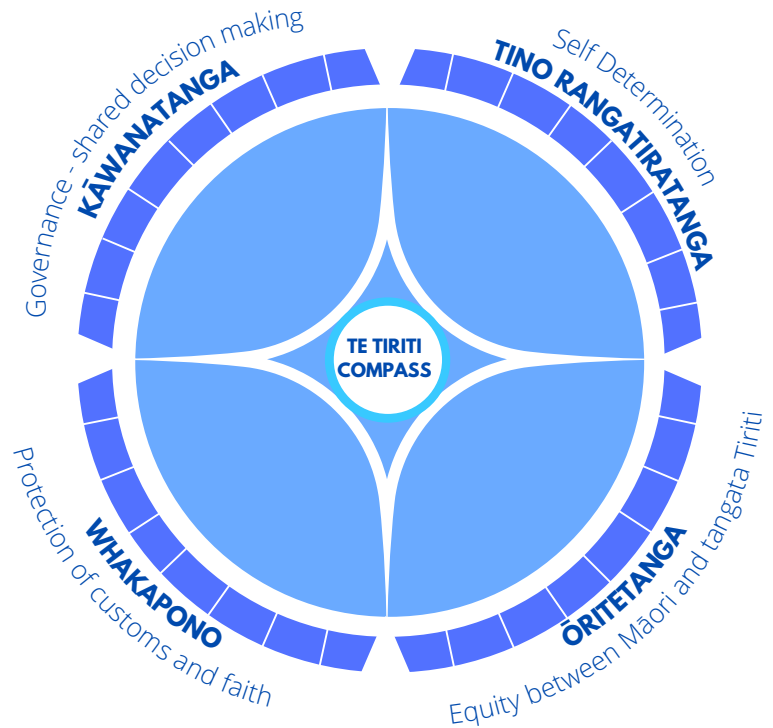 Governance - shared decision making
KĀWANATANGA
Self Determination
TINO RANGATIRATANGA
TE TIRITI
COMPASS
WHAKAPONO
Protection of customs and faith
ŌRITETANGA
Equity between Māori and tangata Tiriti